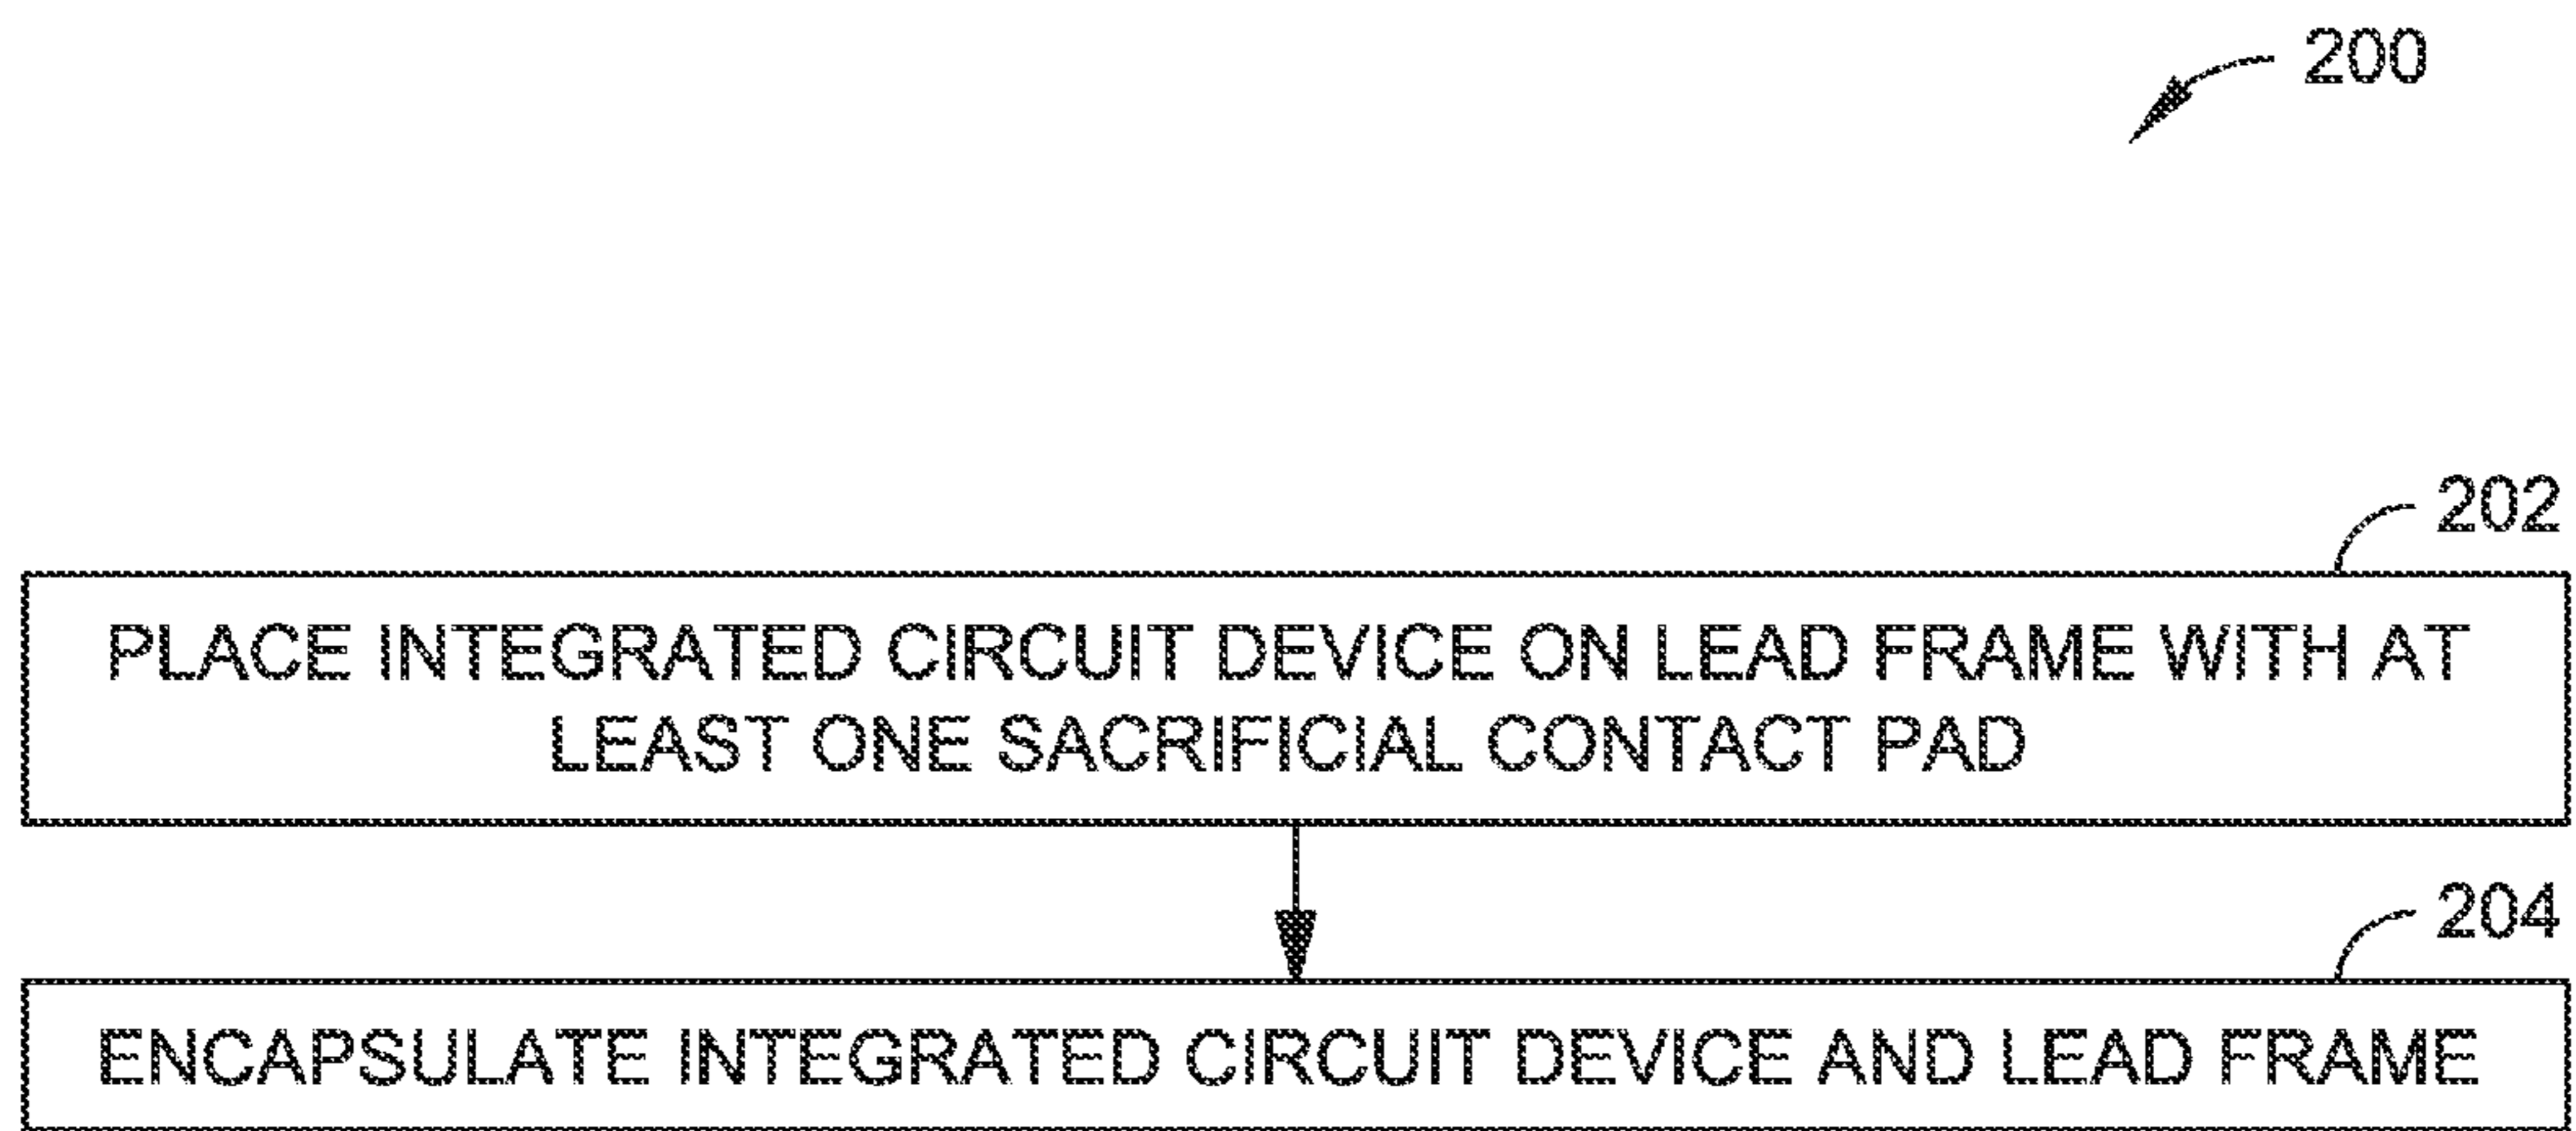 200
202
PLACE INTEGRATED CIRCUIT DEVICE ON LEAD FRAME WITH AT
LEAST ONE SACRIFICIAL CONTACT PAD
204
ENCAPSULATE INTEGRATED CIRCUIT DEVICE AND LEAD FRAME